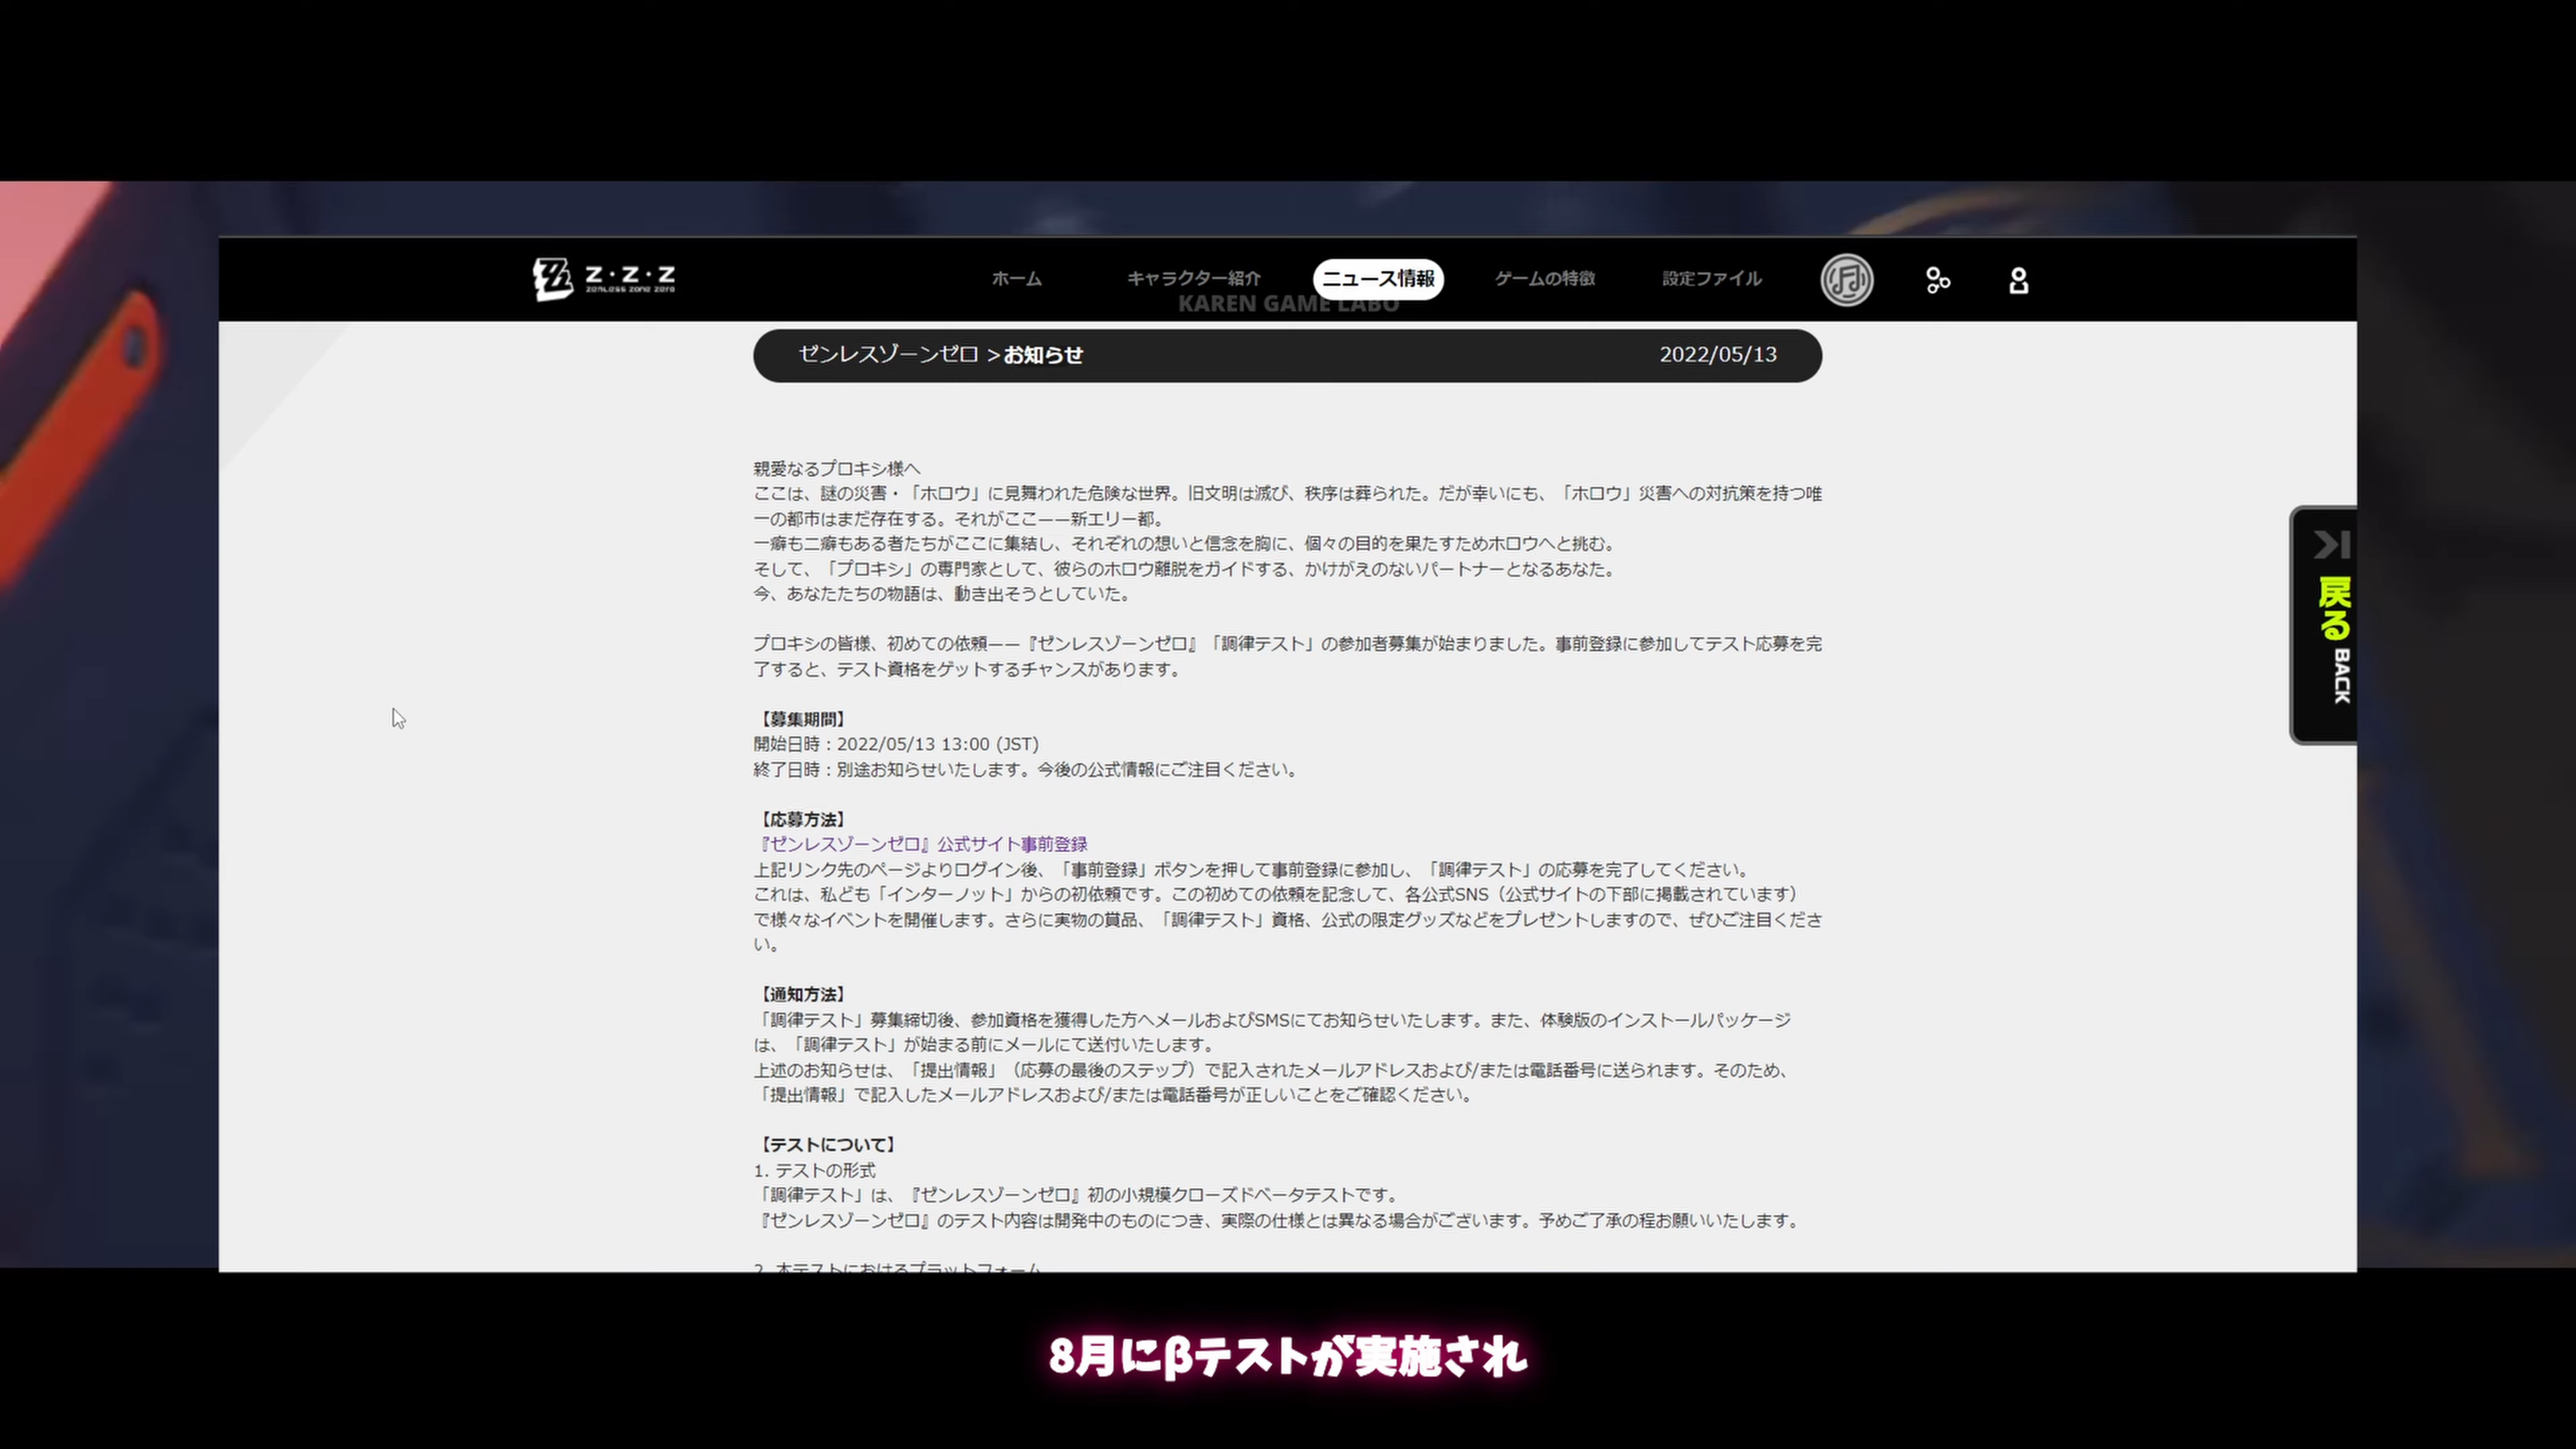 Z·Z·Z
ZENLESS ZONE ZERO
ホーム
キャラクター紹介
ニュース情報
ゲームの特徴
設定ファイル
KAREN GAME LABO
ゼンレスゾーンゼロ >お知らせ
2022/05/13
親愛なるプロキシ様へ
ここは、謎の災害・「ホロウ」に見舞われた危険な世界。旧文明は滅び、秩序は葬られた。だが幸いにも、「ホロウ」災害への対抗策を持つ唯
一の都市はまだ存在する。それがここ——新エリー都。
一癖も二癖もある者たちがここに集結し、それぞれの想いと信念を胸に、個々の目的を果たすためホロウへと挑む。
そして、「プロキシ」の専門家として、彼らのホロウ離脱をガイドする、かけがえのないパートナーとなるあなた。
今、あなたたちの物語は、動き出そうとしていた。
プロキシの皆様、初めての依頼——『ゼンレスゾーンゼロ』「調律テスト」の参加者募集が始まりました。事前登録に参加してテスト応募を完
了すると、テスト資格をゲットするチャンスがあります。
【募集期間】
開始日時：2022/05/13 13:00 (JST)
終了日時：別途お知らせいたします。今後の公式情報にご注目ください。
【応募方法】
『ゼンレスゾーンゼロ』公式サイト事前登録
上記リンク先のページよりログイン後、「事前登録」ボタンを押して事前登録に参加し、「調律テスト」の応募を完了してください。
これは、私ども「インターノット」からの初依頼です。この初めての依頼を記念して、各公式SNS（公式サイトの下部に掲載されています）
で様々なイベントを開催します。さらに実物の賞品、「調律テスト」資格、公式の限定グッズなどをプレゼントしますので、ぜひご注目くださ
い。
【通知方法】
「調律テスト」募集締切後、参加資格を獲得した方へメールおよびSMSにてお知らせいたします。また、体験版のインストールパッケージ
は、「調律テスト」が始まる前にメールにて送付いたします。
上述のお知らせは、「提出情報」（応募の最後のステップ）で記入されたメールアドレスおよび/または電話番号に送られます。そのため、
「提出情報」で記入したメールアドレスおよび/または電話番号が正しいことをご確認ください。
【テストについて】
1. テストの形式
「調律テスト」は、『ゼンレスゾーンゼロ』初の小規模クローズドベータテストです。
『ゼンレスゾーンゼロ』のテスト内容は開発中のものにつき、実際の仕様とは異なる場合がございます。予めご了承の程お願いいたします。
2. 本テストにおけるプラットフォーム
戻る BACK
8月にβテストが実施され